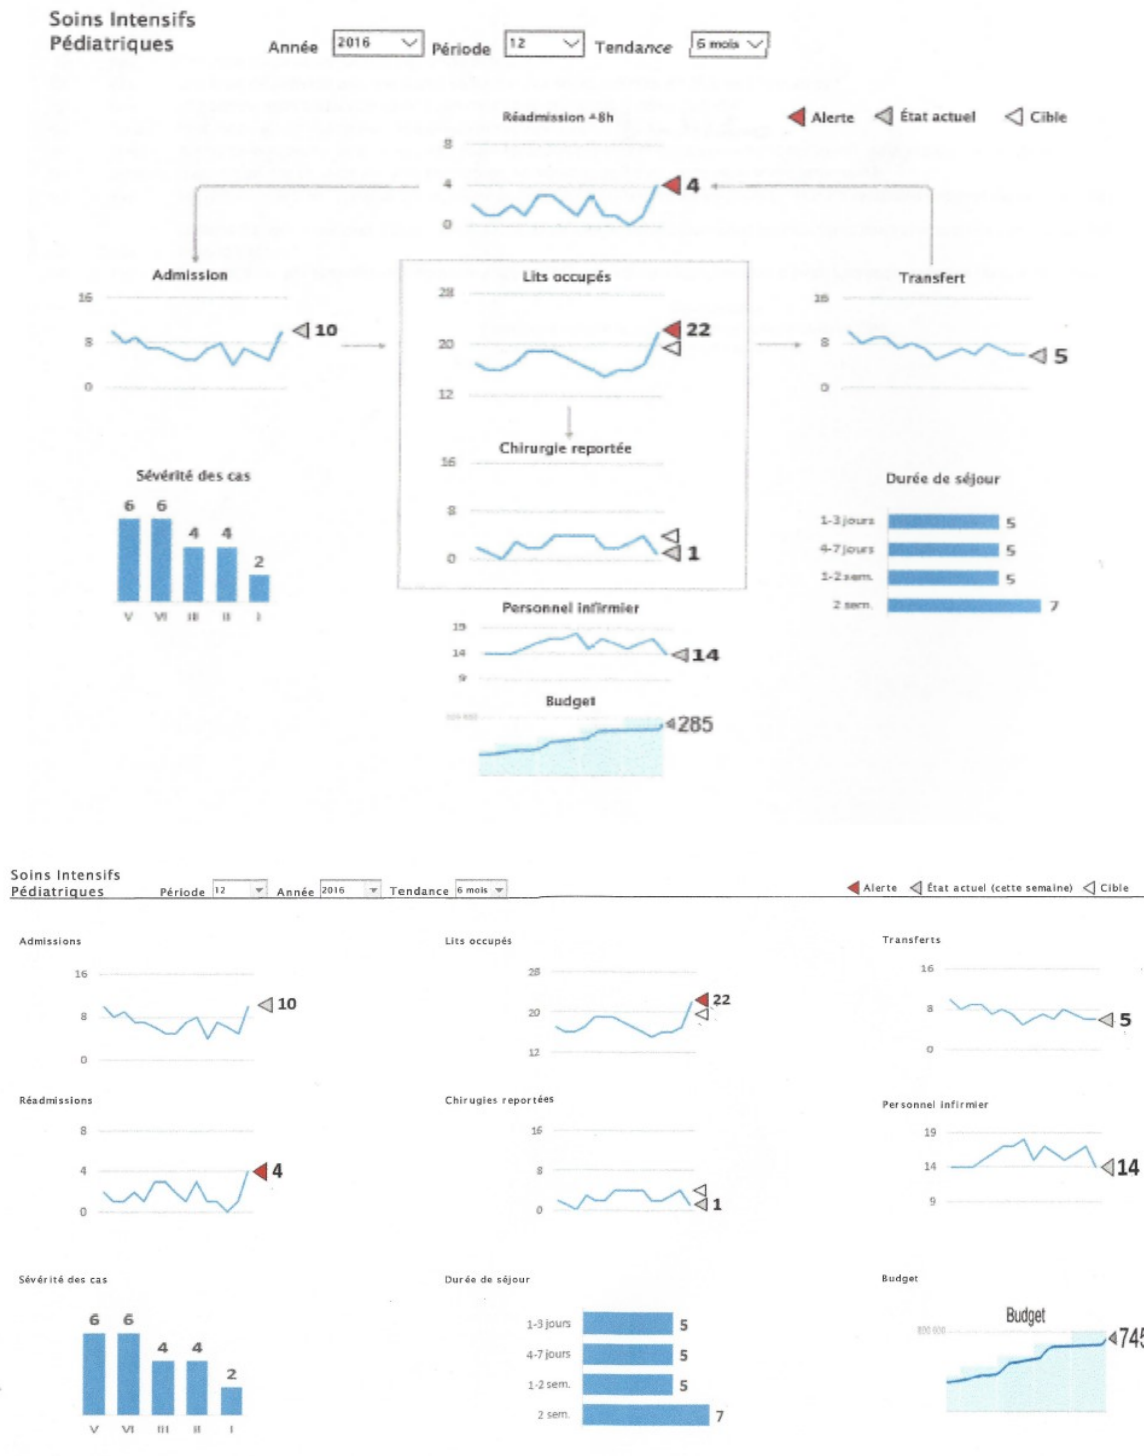 Soins Intensifs
Pédiatriques
Année 2016 Période 12 Tendance 6 mois
Réadmission 48h
Alerte État actuel Cible
8
4
0
4
Admission
16
8
0
10
Lits occupés
28
20
12
22
Transfert
16
8
0
5
Chirurgie reportée
16
8
0
1
Sévérité des cas
6 6 4 4 2
V VI III II I
Durée de séjour
1-3 jours 5
4-7 jours 5
1-2 sem. 5
2 sem. 7
Personnel infirmier
19
14
9
14
Budget
285
Soins Intensifs
Pédiatriques Période 12 Année 2016 Tendance 6 mois
Alerte État actuel (cette semaine) Cible
Admissions
16
8
0
10
Lits occupés
28
20
12
22
Transferts
16
8
0
5
Réadmissions
8
4
0
4
Chirugies reportées
16
8
0
1
Personnel infirmier
19
14
9
14
Sévérité des cas
6 6 4 4 2
V VI III II I
Durée de séjour
1-3 jours 5
4-7 jours 5
1-2 sem. 5
2 sem. 7
Budget
Budget
800 000
745